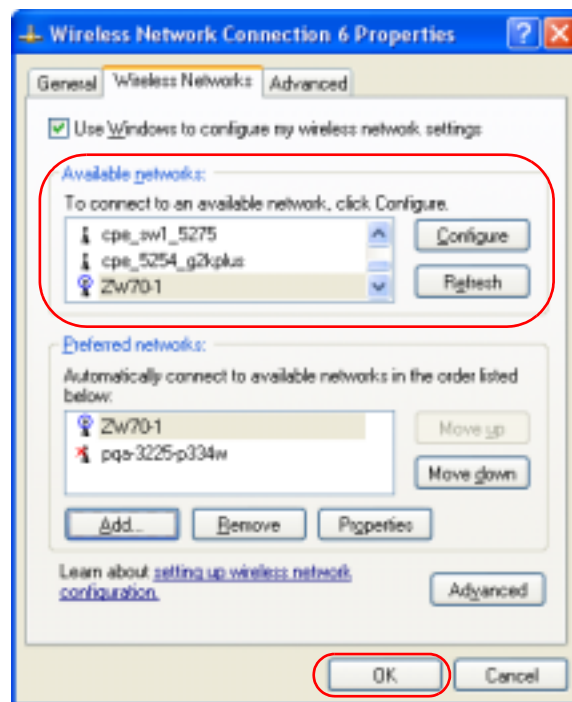 Wireless Network Connection 6 Properties
General Wireless Networks Advanced
Use Windows to configure my wireless network settings
Available networks:
To connect to an available network, click Configure.
cpe_sw1_5275
cpe_5254_g2kplus
ZW70-1
Configure
Refresh
Preferred networks:
Automatically connect to available networks in the order listed
below:
ZW70-1
pqa-3225-p334w
Move up
Move down
Add... Remove Properties
Learn about setting up wireless network
configuration.
Advanced
OK Cancel